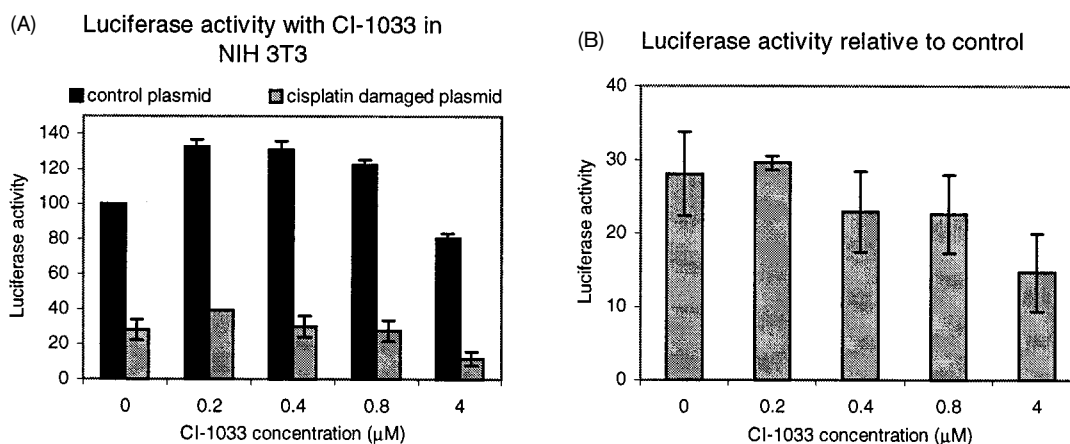 (A)
Luciferase activity with CI-1033 in
NIH 3T3
control plasmid
cisplatin damaged plasmid
Luciferase activity
140
120
100
80
60
40
20
0
0 0.2 0.4 0.8 4
CI-1033 concentration (µM)
(B)
Luciferase activity relative to control
Luciferase activity
40
30
20
10
0
0 0.2 0.4 0.8 4
CI-1033 concentration (µM)